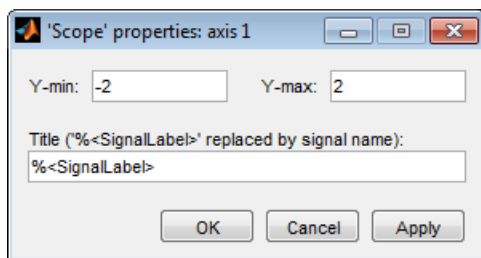 'Scope' properties: axis 1
Y-min: -2 Y-max: 2
Title ('%<SignalLabel>' replaced by signal name):
%<SignalLabel>
OK Cancel Apply